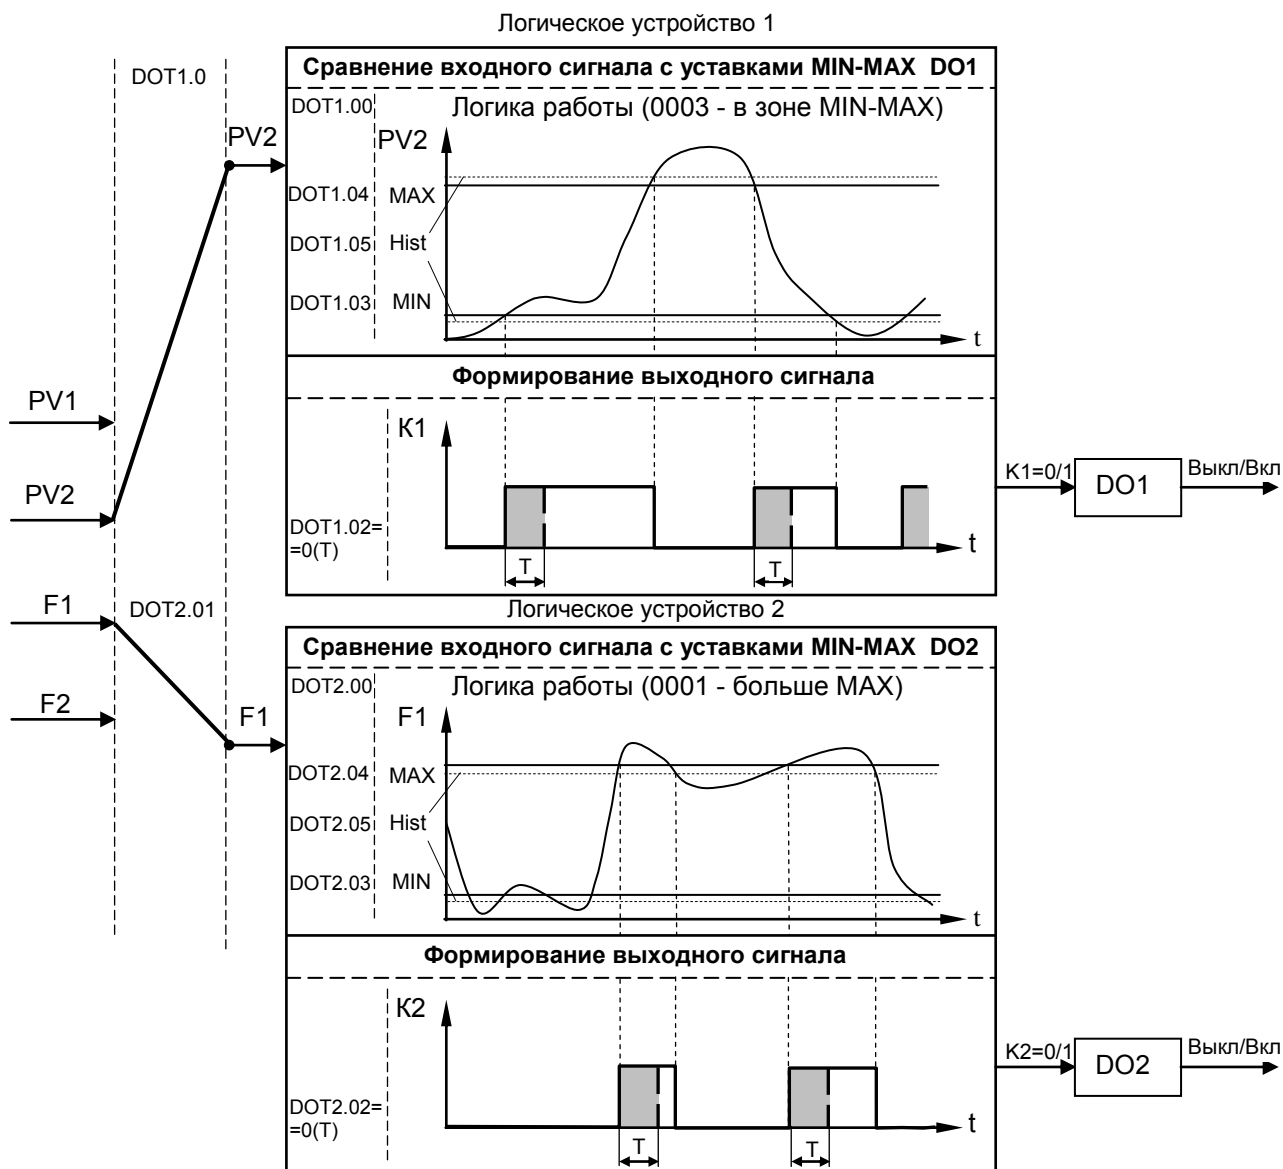 Логическое устройство 1
Сравнение входного сигнала с уставками MIN-MAX DO1
DOT1.0
DOT1.00
Логика работы (0003 - в зоне MIN-MAX)
PV2
PV2
DOT1.04
MAX
DOT1.05
Hist
DOT1.03
MIN
t
Формирование выходного сигнала
PV1
К1
PV2
K1=0/1
DO1
Выкл/Вкл
DOT1.02=
=0(T)
t
T
T
F1
DOT2.01
Логическое устройство 2
Сравнение входного сигнала с уставками MIN-MAX DO2
DOT2.00
Логика работы (0001 - больше MAX)
F2
F1
F1
DOT2.04
MAX
DOT2.05
Hist
DOT2.03
MIN
t
Формирование выходного сигнала
К2
K2=0/1
DO2
Выкл/Вкл
DOT2.02=
=0(T)
t
T
T